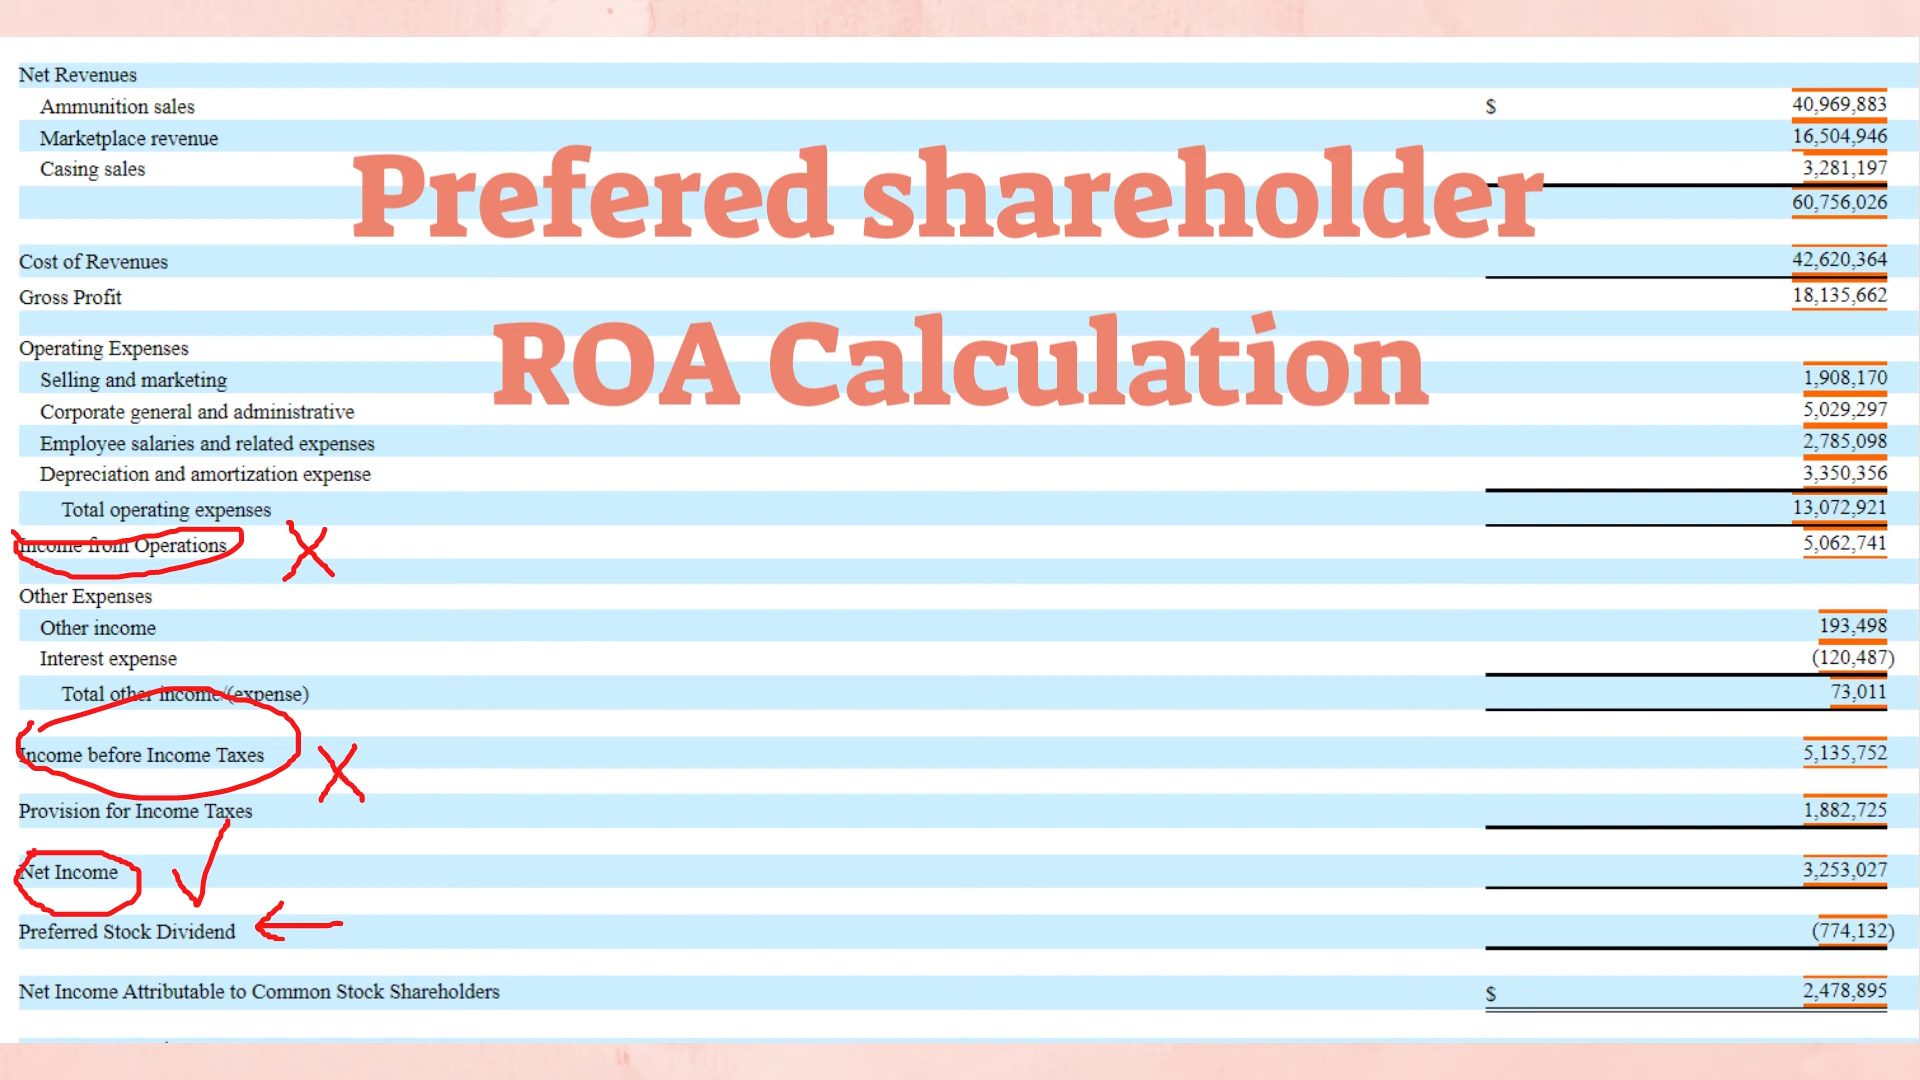 Net Revenues
Ammunition sales $ 40,969,883
Marketplace revenue 16,504,946
Casing sales 3,281,197
Prefered shareholder
60,756,026
Cost of Revenues 42,620,364
Gross Profit 18,135,662
ROA Calculation
Operating Expenses
Selling and marketing 1,908,170
Corporate general and administrative 5,029,297
Employee salaries and related expenses 2,785,098
Depreciation and amortization expense 3,350,356
Total operating expenses 13,072,921
Income from Operations 5,062,741
Other Expenses
Other income 193,498
Interest expense (120,487)
Total other income/(expense) 73,011
Income before Income Taxes 5,135,752
Provision for Income Taxes 1,882,725
Net Income 3,253,027
Preferred Stock Dividend (774,132)
Net Income Attributable to Common Stock Shareholders $ 2,478,895